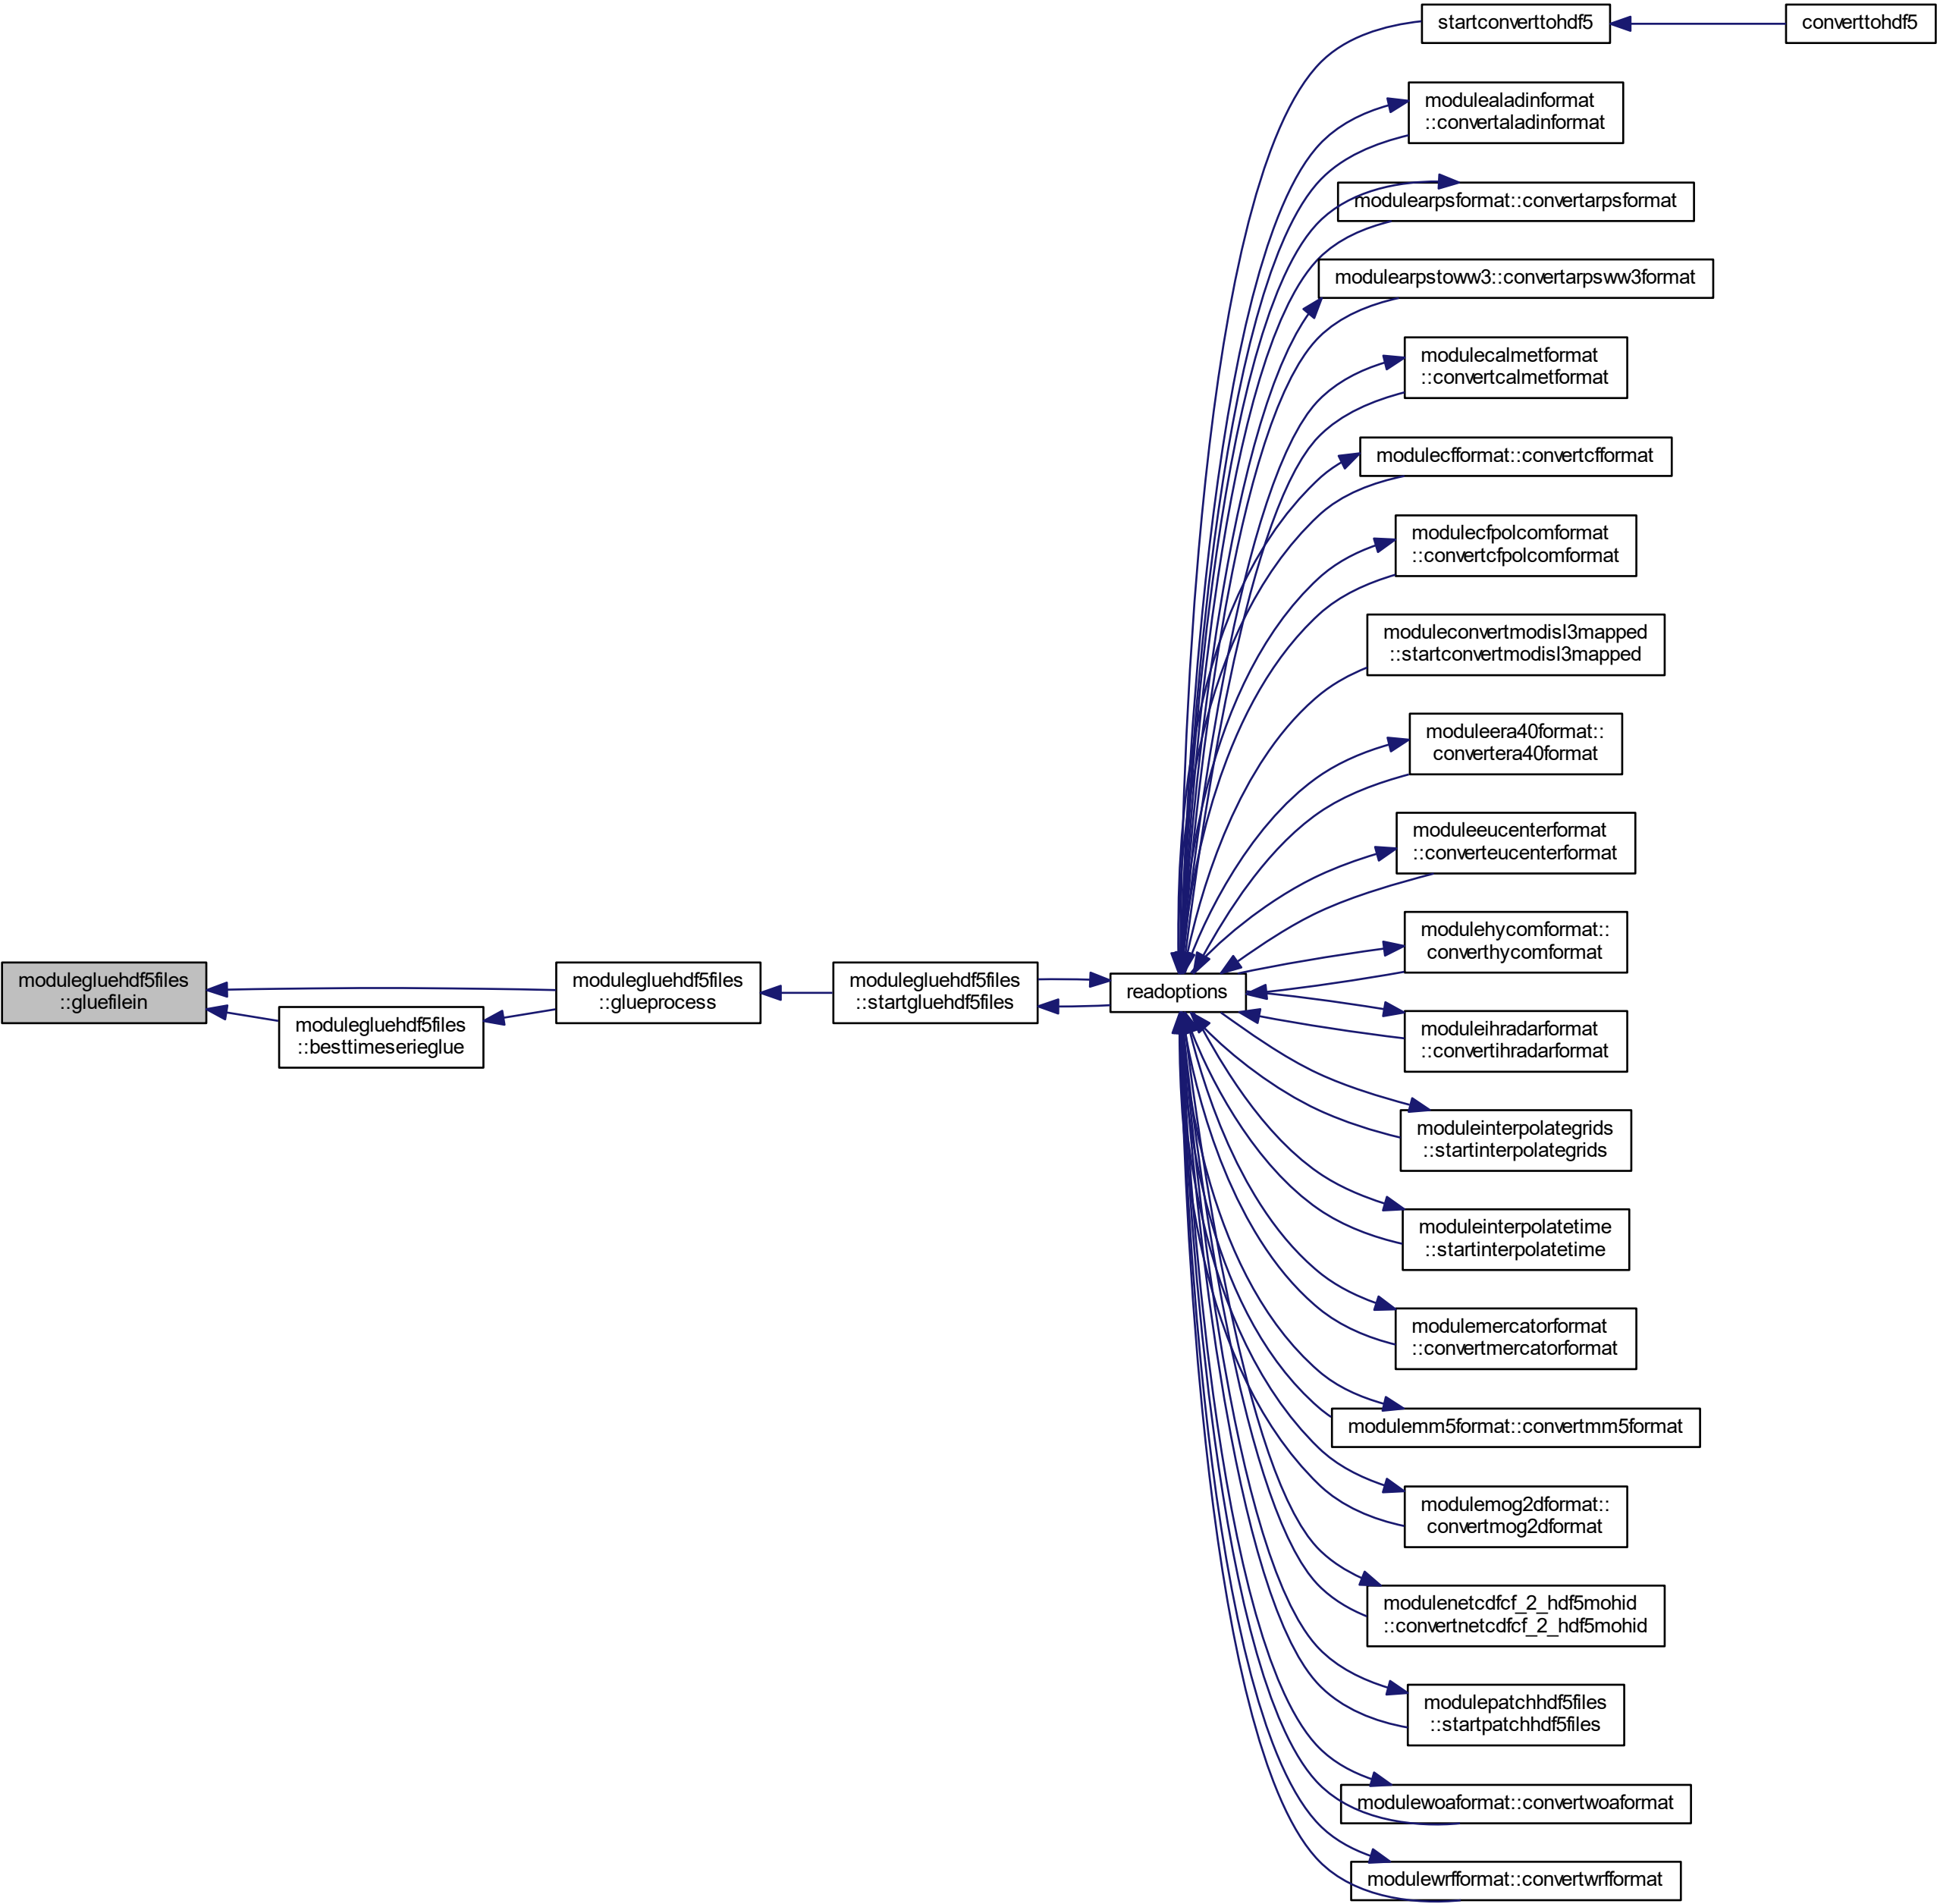 startconverttohdf5
converttohdf5
modulealadinformat
::convertaladinformat
modulearpsformat::convertarpsformat
modulearpstoww3::convertarpsww3format
modulecalmetformat
::convertcalmetformat
modulecfformat::convertcfformat
modulecfpolcomformat
::convertcfpolcomformat
moduleconvertmodisl3mapped
::startconvertmodisl3mapped
moduleera40format::
convertera40format
moduleeucenterformat
::converteucenterformat
modulegluehdf5files
::gluefilein
modulegluehdf5files
::besttimeserieglue
modulegluehdf5files
::glueprocess
modulegluehdf5files
::startgluehdf5files
readoptions
modulehycomformat::
converthycomformat
moduleihradarformat
::convertihradarformat
moduleinterpolategrids
::startinterpolategrids
moduleinterpolatetime
::startinterpolatetime
modulemercatorformat
::convertmercatorformat
modulemm5format::convertmm5format
modulemog2dformat::
convertmog2dformat
modulenetcdfcf_2_hdf5mohid
::convertnetcdfcf_2_hdf5mohid
modulepatchhdf5files
::startpatchhdf5files
modulewoaformat::convertwoaformat
modulewrfformat::convertwrfformat